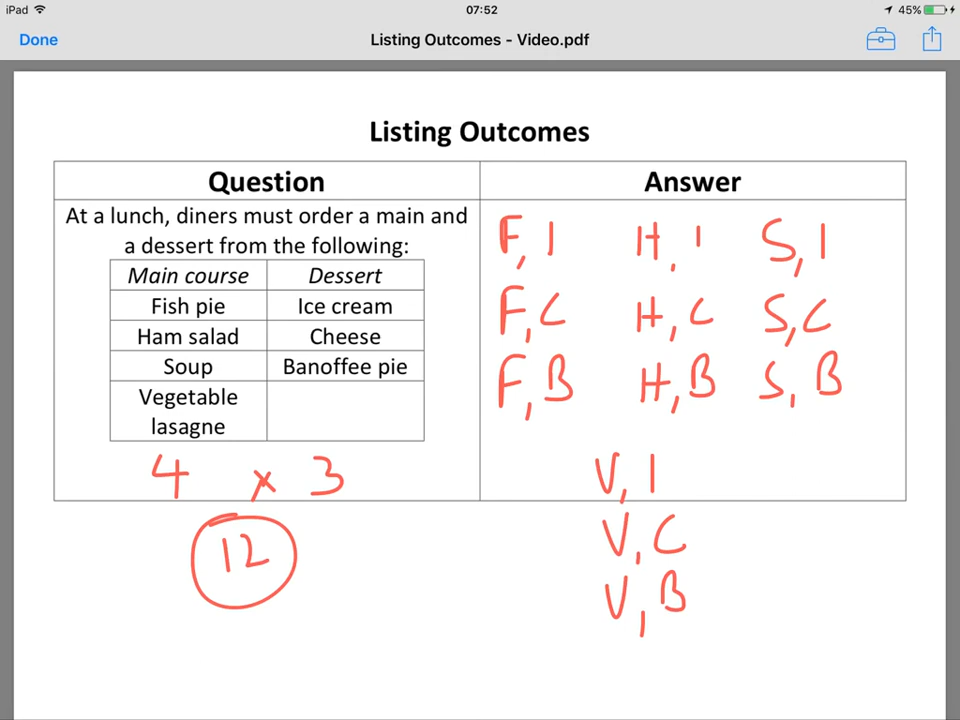 iPad 07:52 45%
Done Listing Outcomes - Video.pdf
Listing Outcomes
Question Answer
At a lunch, diners must order a main and
a dessert from the following:
Main course Dessert
Fish pie Ice cream
Ham salad Cheese
Soup Banoffee pie
Vegetable
lasagne
4 x 3
12
F, I H, I S, I
F, C H, C S, C
F, B H, B S, B
V, I
V, C
V, B